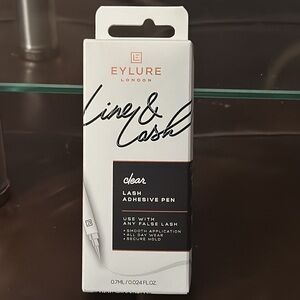 EYLURE
LONDON
Line &
Lash
clear
LASH
ADHESIVE PEN
USE WITH
ANY FALSE LASH
• SMOOTH APPLICATION
• ALL DAY WEAR
• SECURE HOLD
0.7ML / 0.024 FL.OZ.